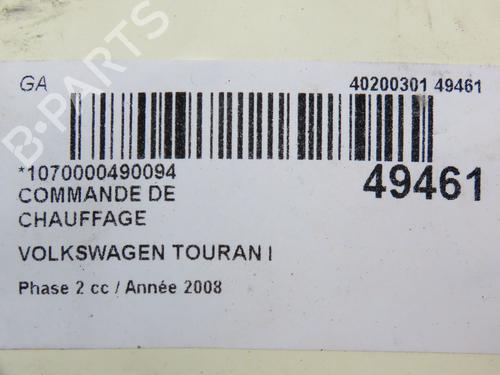 GA
40200301 49461
*1070000490094
49461
COMMANDE DE
CHAUFFAGE
VOLKSWAGEN TOURAN I
Phase 2 cc / Année 2008
B-PARTS